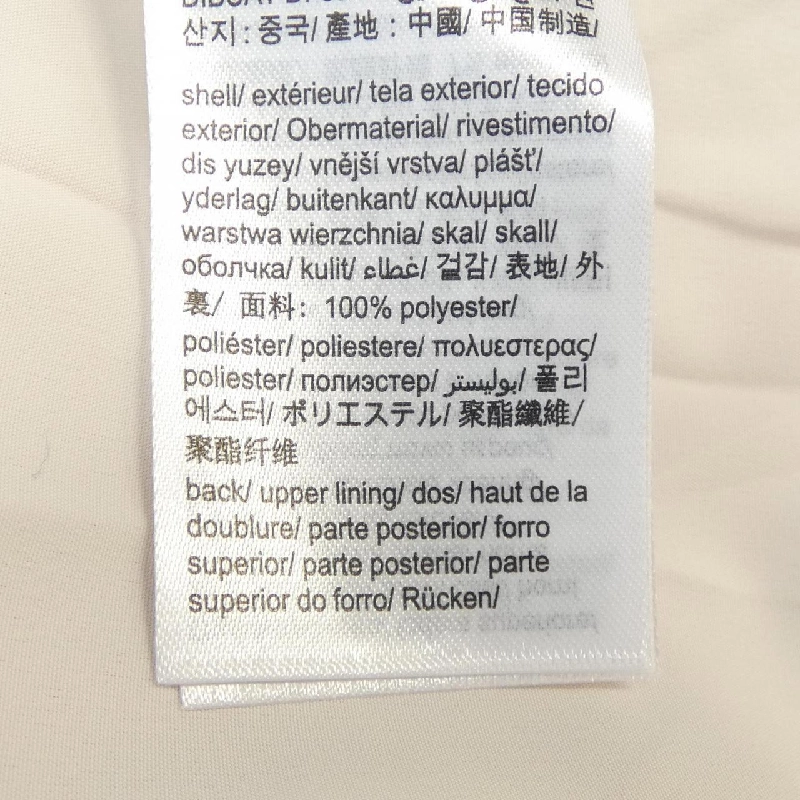 산지 : 중국/ 產地 : 中國/ 中国制造/
shell/ extérieur/ tela exterior/ tecido
exterior/ Obermaterial/ rivestimento/
dis yuzey/ vnější vrstva/ plášť/
yderlag/ buitenkant/ καλυμμα/
warstwa wierzchnia/ skal/ skall/
оболчка/ kulit/ غطاء/ 겉감/ 表地/ 外
裏/ 面料 : 100% polyester/
poliéster/ poliestere/ πολυεστερας/
poliester/ полиэстер/ بوليستر/ 폴리
에스터/ ポリエステル/ 聚酯纖維/
聚酯纤维
back/ upper lining/ dos/ haut de la
doublure/ parte posterior/ forro
superior/ parte posterior/ parte
superior do forro/ Rücken/